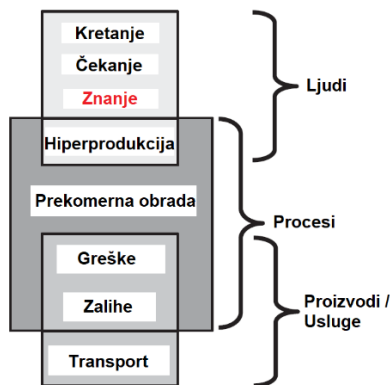 Kretanje
Čekanje
Znanje
Hiperprodukcija
Prekomerna obrada
Greške
Zalihe
Transport
Ljudi
Procesi
Proizvodi /
Usluge